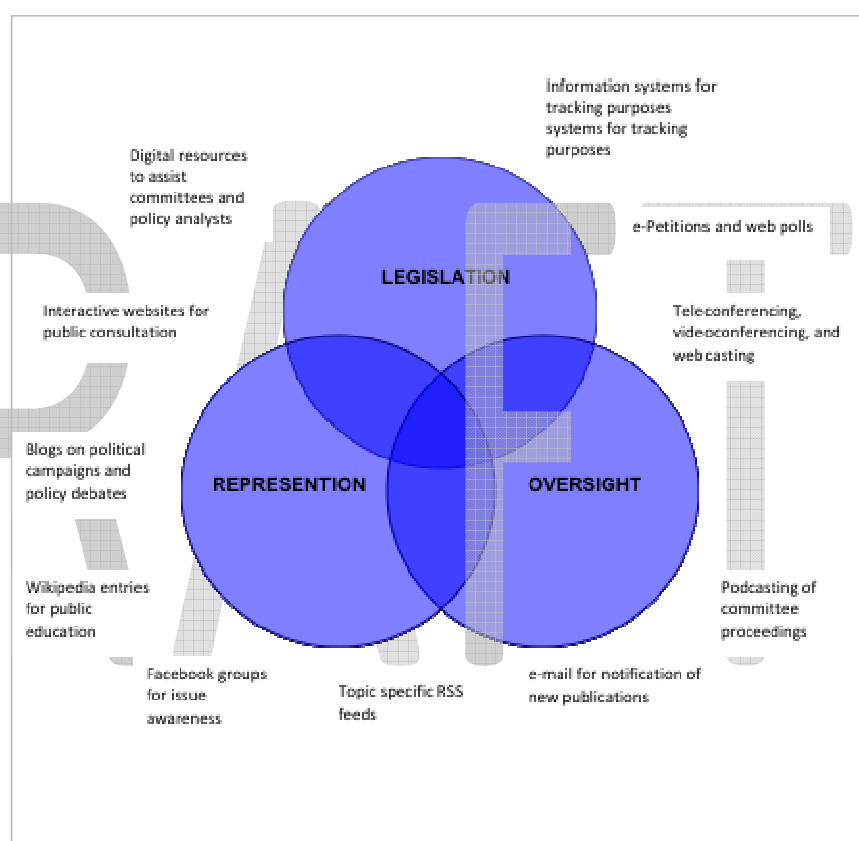 Information systems for
tracking purposes
systems for tracking
purposes
Digital resources
to assist
committees and
policy analysts
e-Petitions and web polls
LEGISLATION
Interactive websites for
public consultation
Tele-conferencing,
vide-oconferencing, and
web casting
Blogs on political
campaigns and
policy debates
REPRESENTION
OVERSIGHT
Wikipedia entries
for public
education
Podcasting of
committee
proceedings
Facebook groups
for issue
awareness
Topic specific RSS
feeds
e-mail for notification of
new publications
RAFT